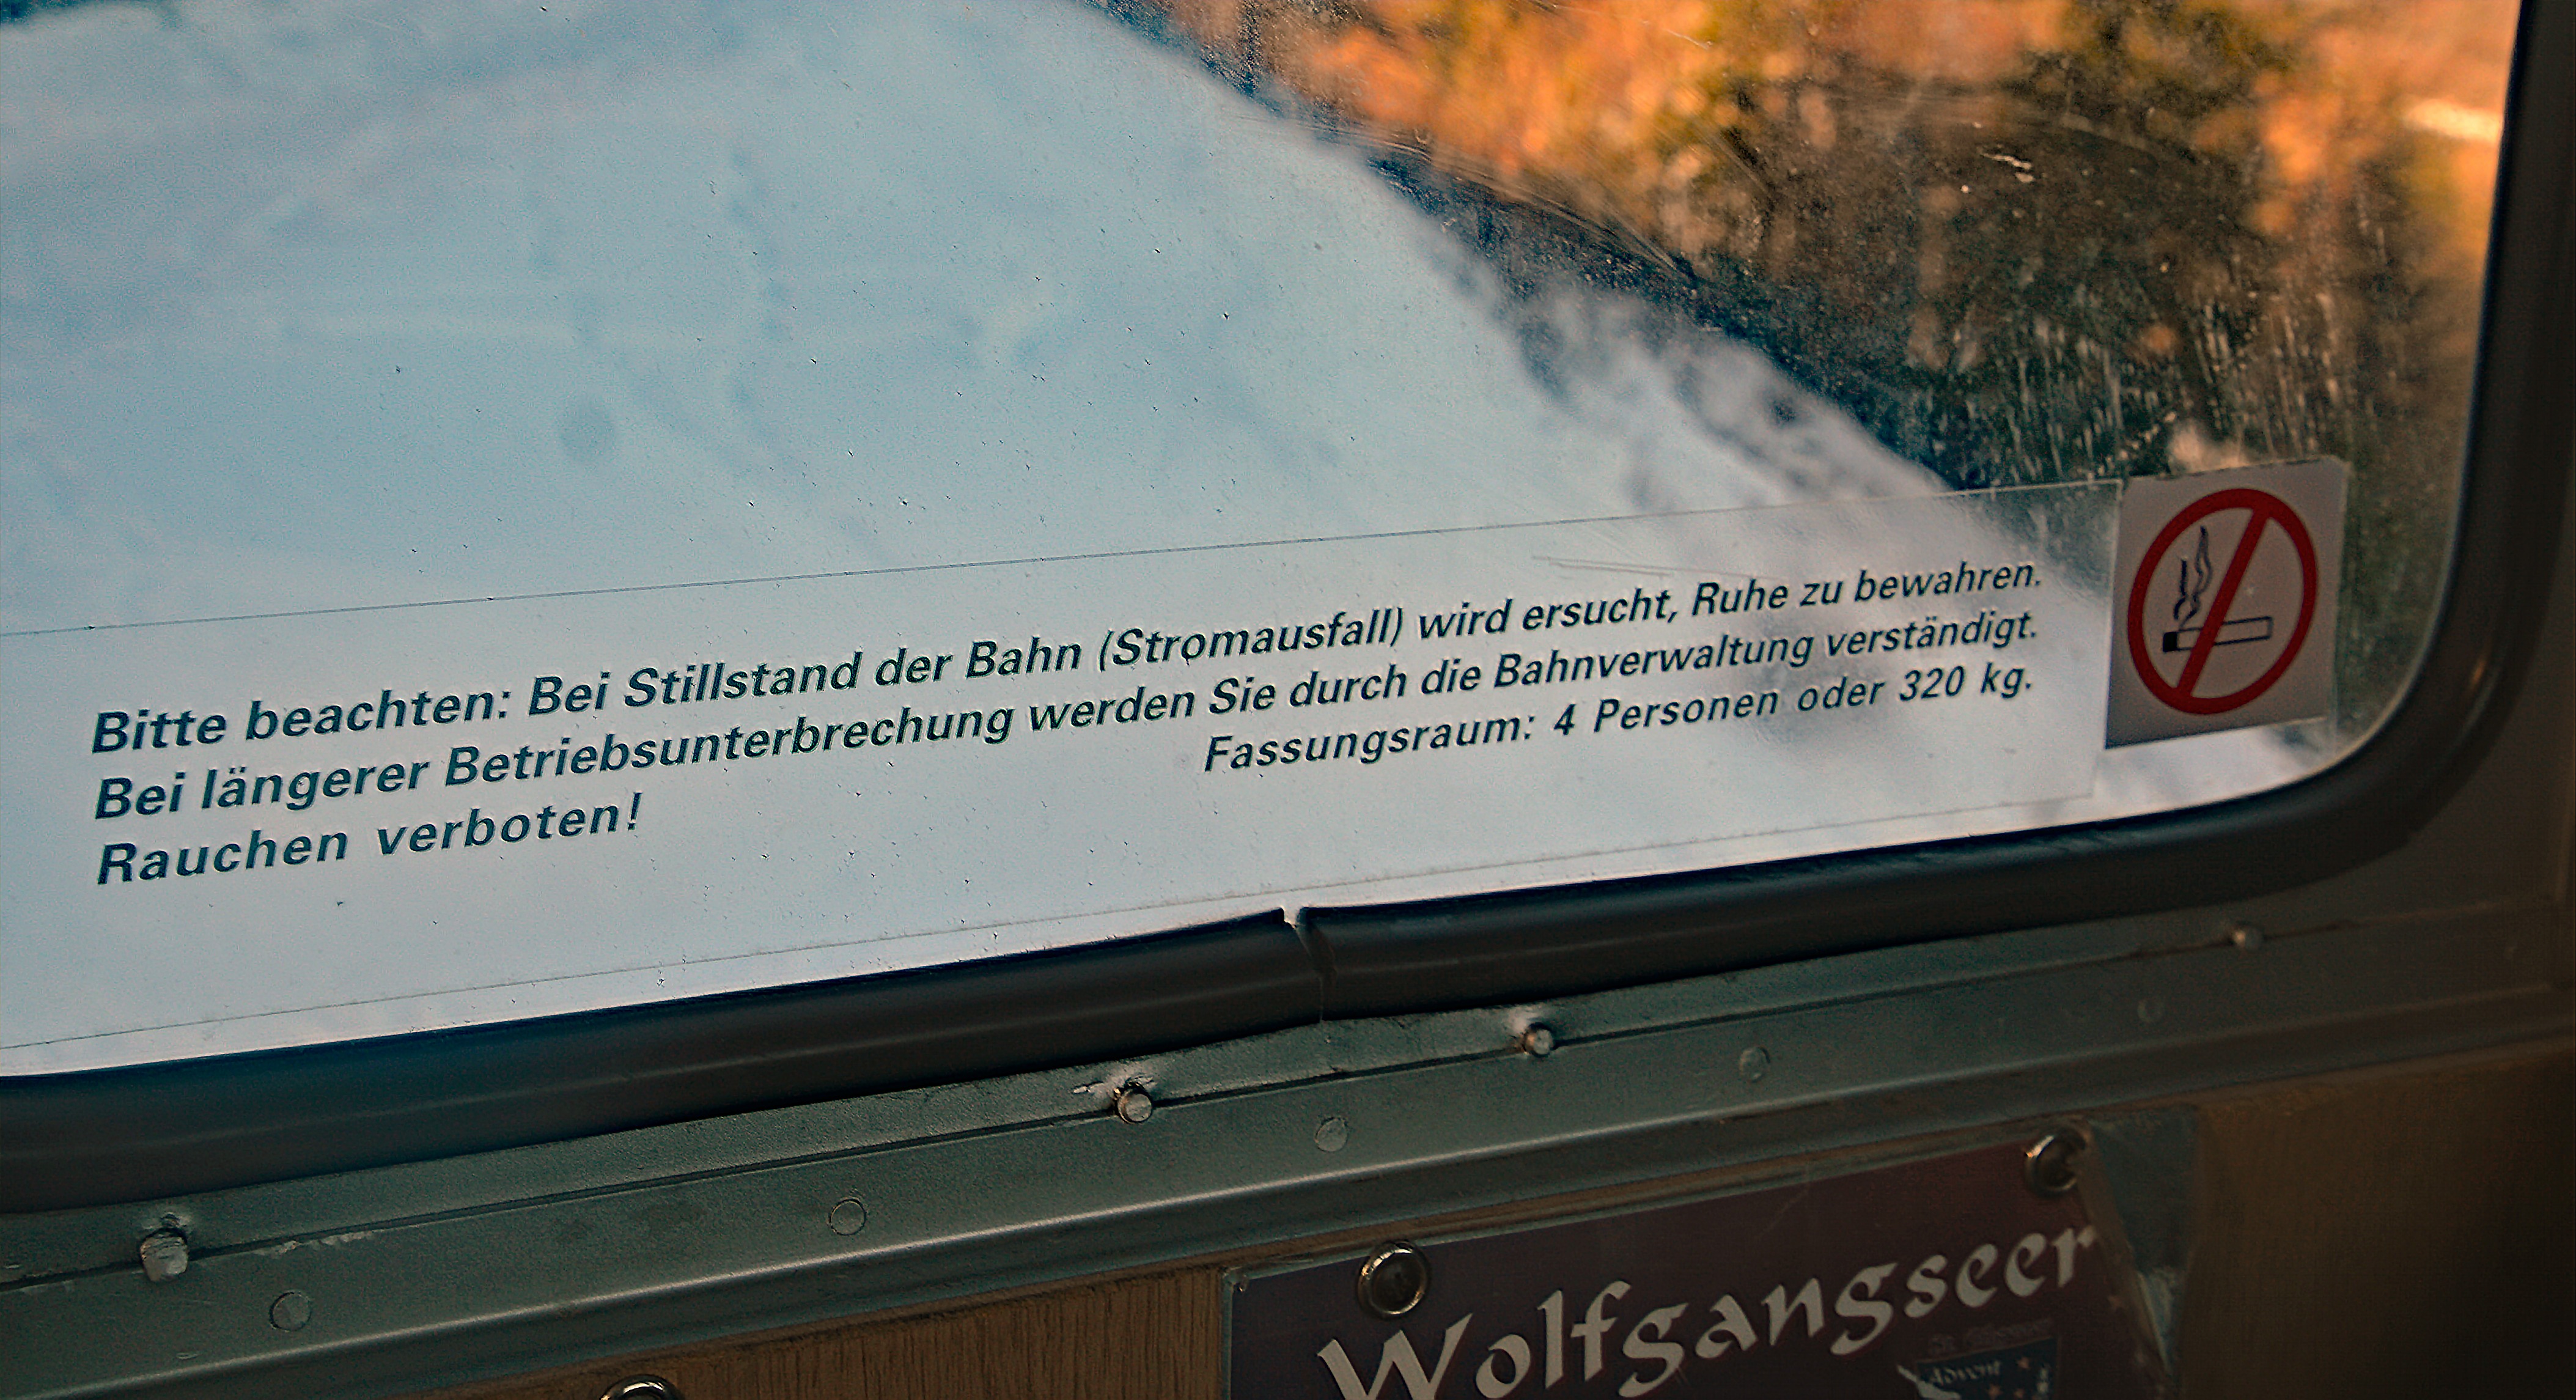 Bitte beachten: Bei Stillstand der Bahn (Stromausfall) wird ersucht, Ruhe zu bewahren.
Bei längerer Betriebsunterbrechung werden Sie durch die Bahnverwaltung verständigt.
Rauchen verboten!
Fassungsraum: 4 Personen oder 320 kg.
Wolfgangseer
Advent